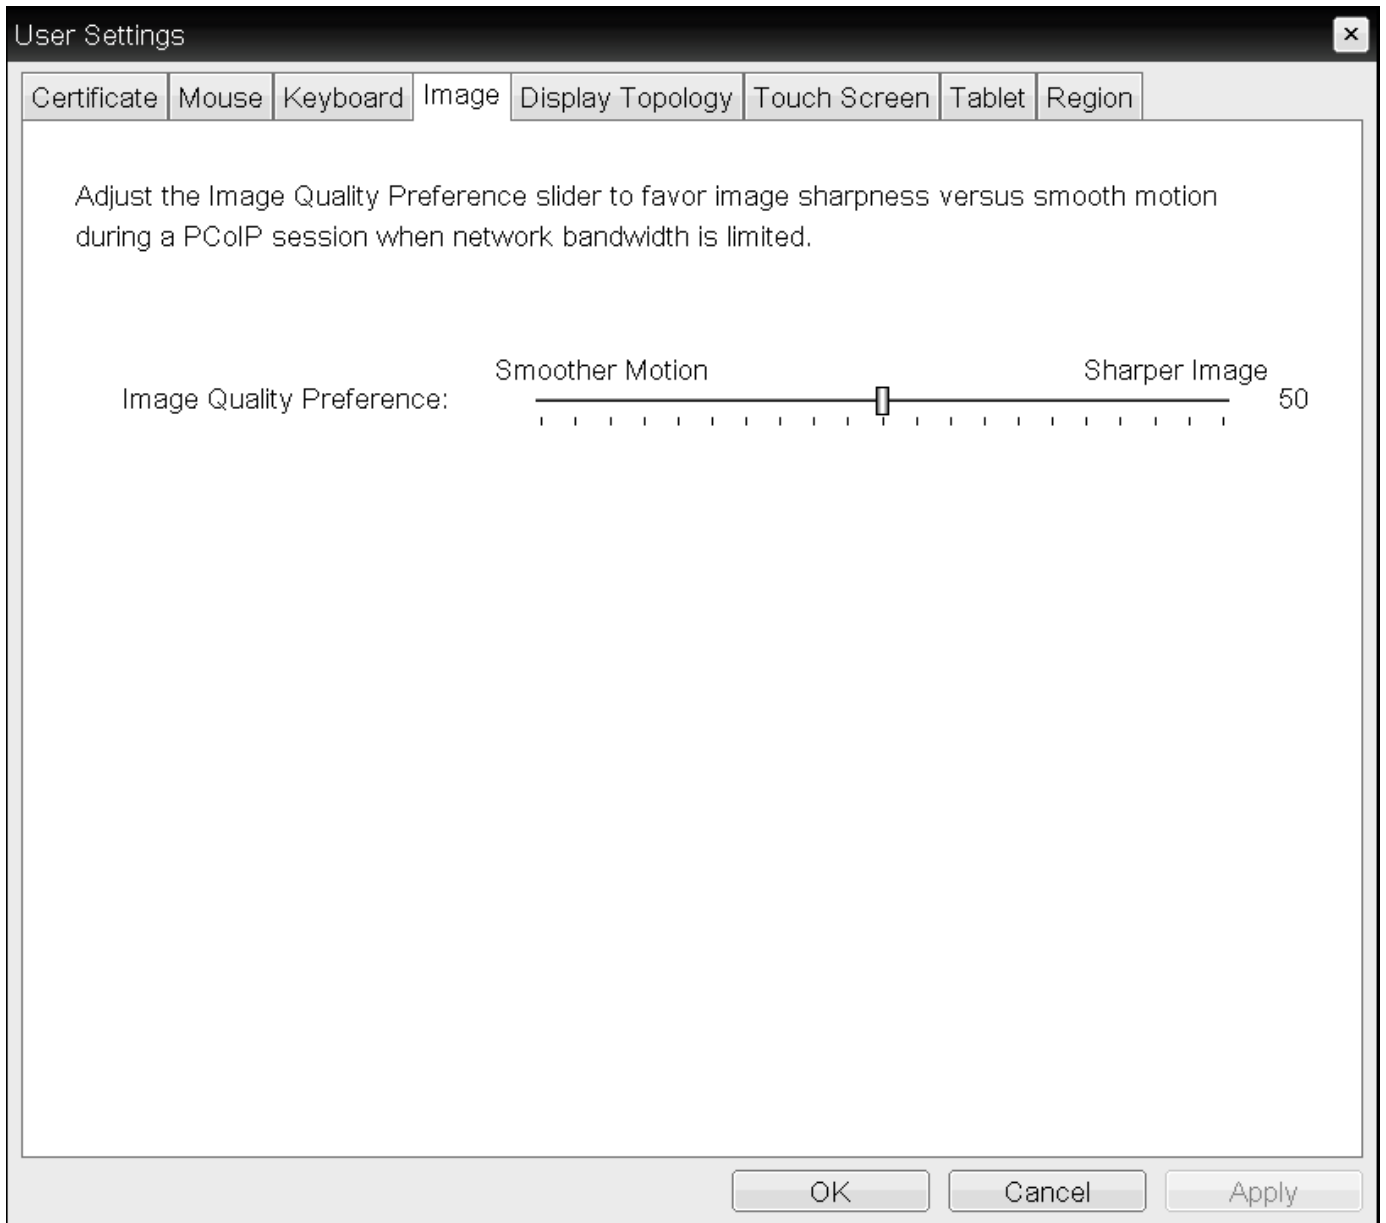 User Settings
Certificate Mouse Keyboard Image Display Topology Touch Screen Tablet Region
Adjust the Image Quality Preference slider to favor image sharpness versus smooth motion
during a PCoIP session when network bandwidth is limited.
Smoother Motion Sharper Image
Image Quality Preference: 50
OK Cancel Apply